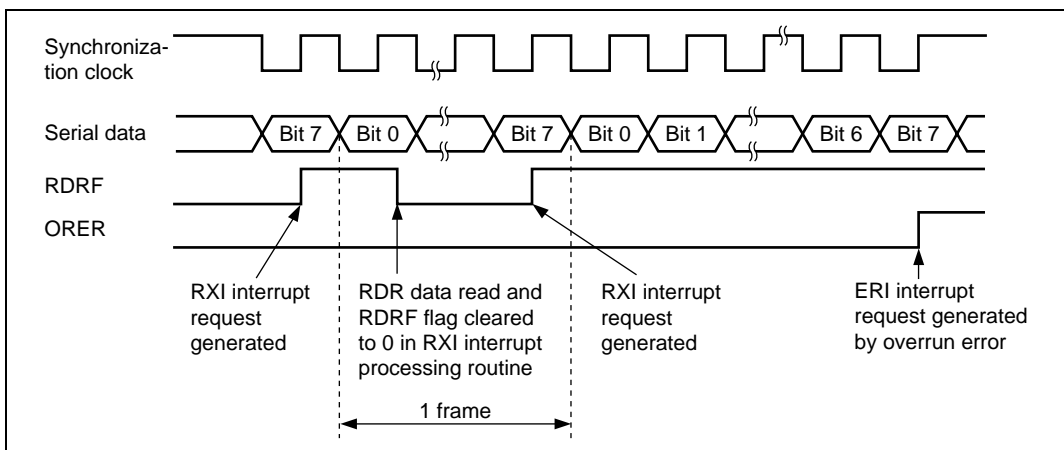 Synchroniza-
tion clock
Serial data
Bit 7
Bit 0
Bit 7
Bit 0
Bit 1
Bit 6
Bit 7
RDRF
ORER
RXI interrupt
request
generated
RDR data read and
RDRF flag cleared
to 0 in RXI interrupt
processing routine
RXI interrupt
request
generated
ERI interrupt
request generated
by overrun error
1 frame